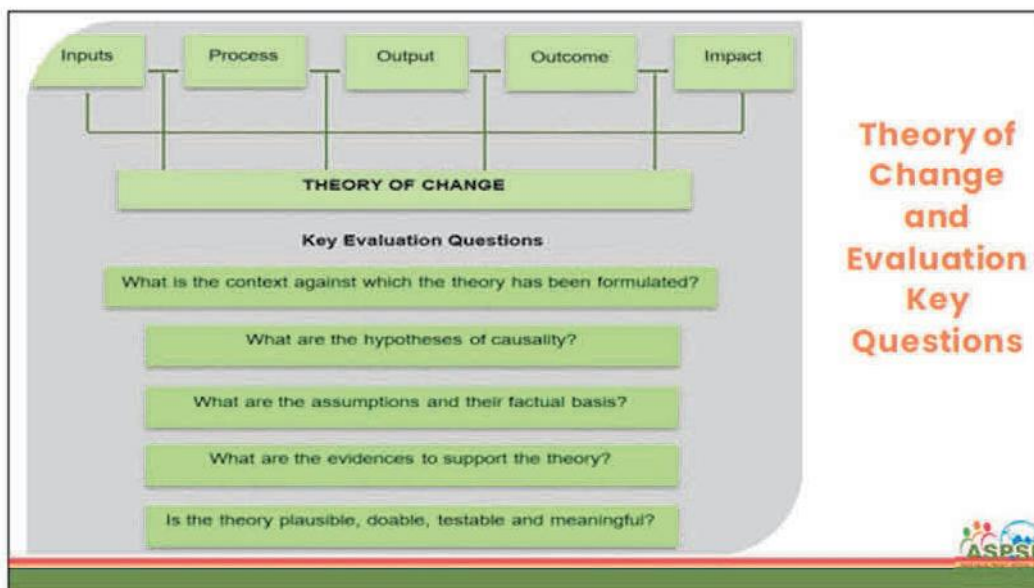 Inputs
Process
Output
Outcome
Impact
THEORY OF CHANGE
Key Evaluation Questions
What is the context against which the theory has been formulated?
What are the hypotheses of causality?
What are the assumptions and their factual basis?
What are the evidences to support the theory?
Is the theory plausible, doable, testable and meaningful?
Theory of
Change
and
Evaluation
Key
Questions